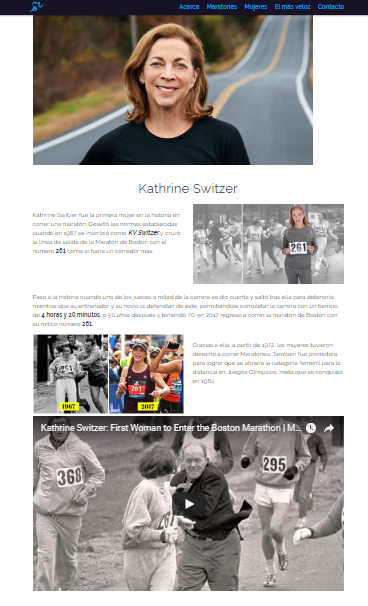 Acerca Maratones Mujeres El más veloz Contacto
Kathrine Switzer
Kathrine Switzer fue la primera mujer en la historia en
correr una maratón. Desafío las normas establecidas
cuando en 1967 se inscribió como KV Switzer y cruzó
la línea de salida de la Maratón de Boston con el
número 261 como si fuera un corredor más.
261
Pasó a la historia cuando uno de los jueces a mitad de la carrera se dio cuenta y saltó tras ella para detenerla,
mientras que su entrenador y su novio la defendían de éste, permitiéndole completar la carrera con un tiempo
de 4 horas y 20 minutos. p 50 años después y teniendo 70, en 2017 regresó a correr la maratón de Boston con
su mítico número 261.
261
261
1967
2017
Gracias a ella, a partir de 1972, las mujeres tuvieron
derecho a correr Maratones. También fue promotora
para lograr que se abriera la categoría femenil para la
distancia en Juegos Olímpicos, meta que se conquistó
en 1984.
Kathrine Switzer: First Woman to Enter the Boston Marathon | M...
368
295